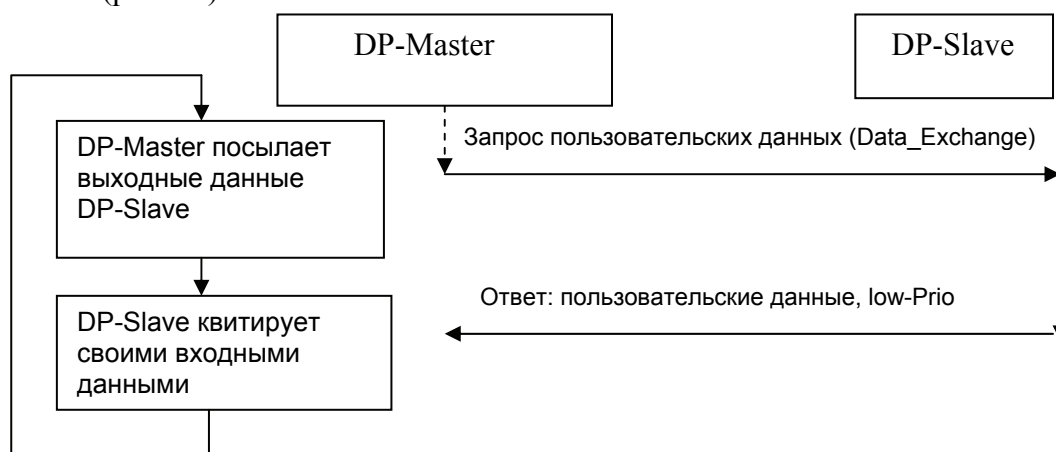 DP-Master
DP-Slave
Запрос пользовательских данных (Data_Exchange)
DP-Master посылает
выходные данные
DP-Slave
Ответ: пользовательские данные, low-Prio
DP-Slave квитирует
своими входными
данными